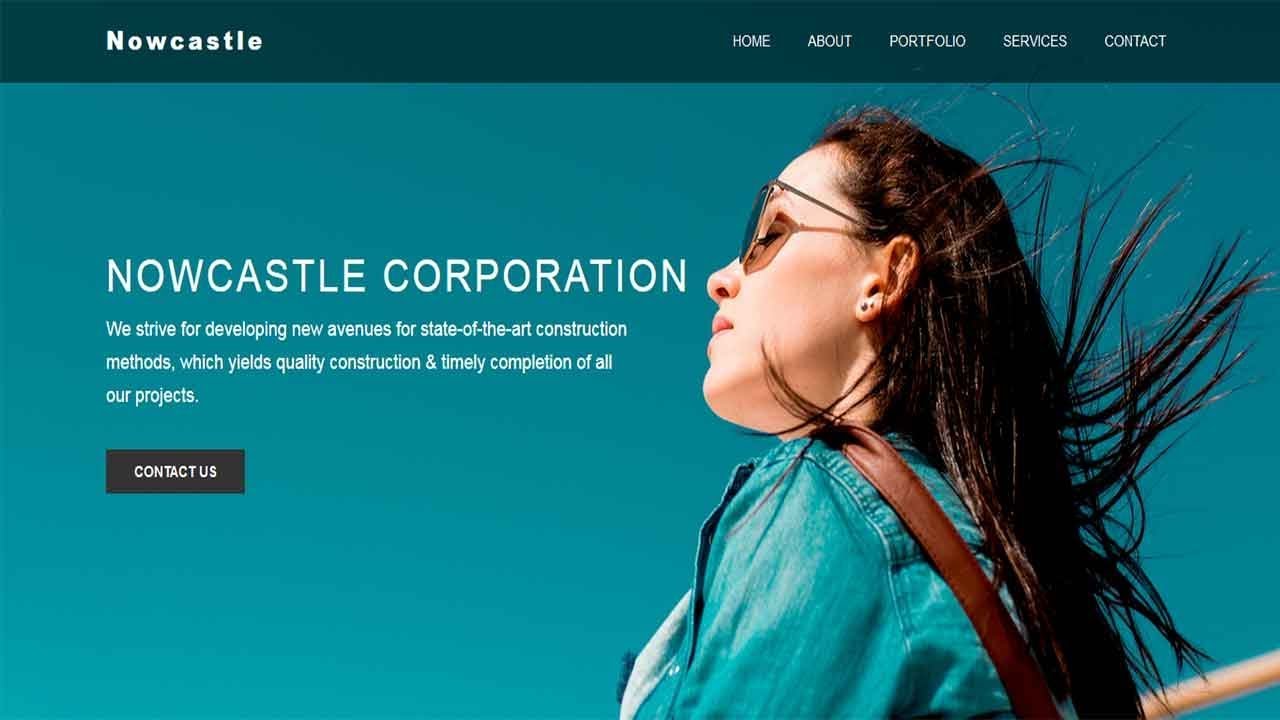 Nowcastle
HOME ABOUT PORTFOLIO SERVICES CONTACT
NOWCASTLE CORPORATION
We strive for developing new avenues for state-of-the-art construction
methods, which yields quality construction & timely completion of all
our projects.
CONTACT US